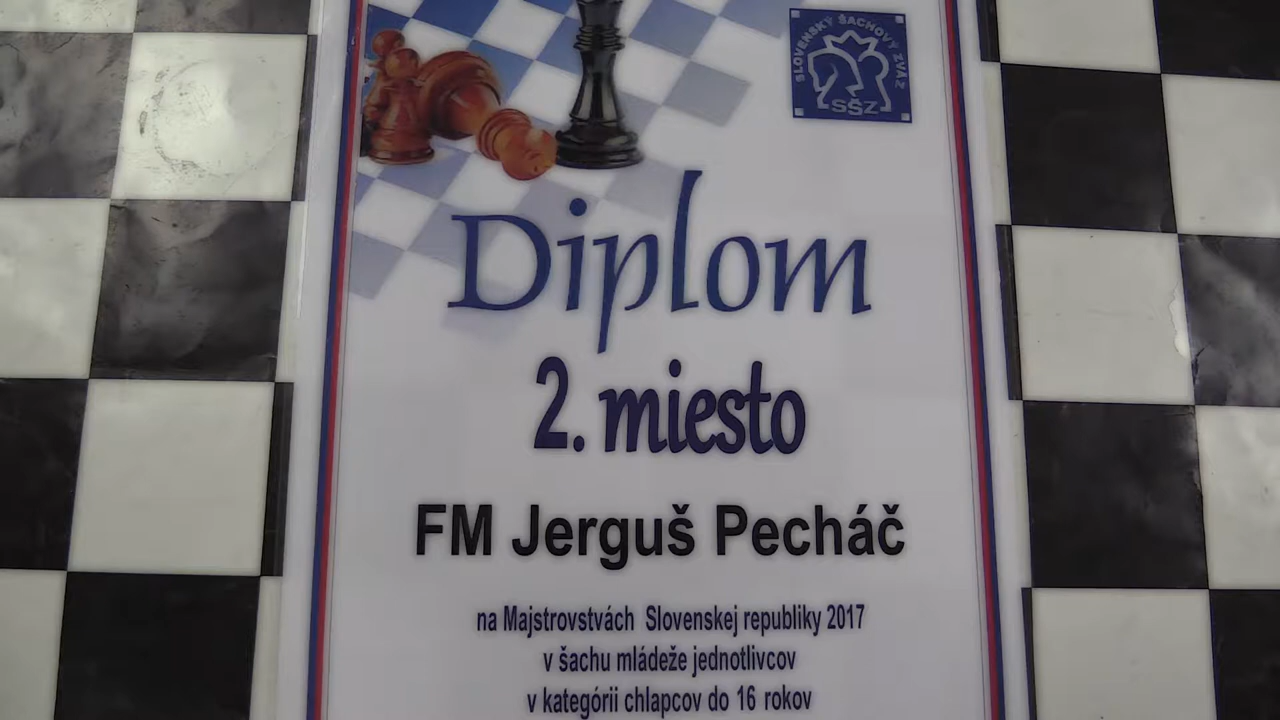 SLOVENSKÝ ŠACHOVÝ ZVÄZ
SŠZ
Diplom
2. miesto
FM Jerguš Pecháč
na Majstrovstvách Slovenskej republiky 2017
v šachu mládeže jednotlivcov
v kategórii chlapcov do 16 rokov